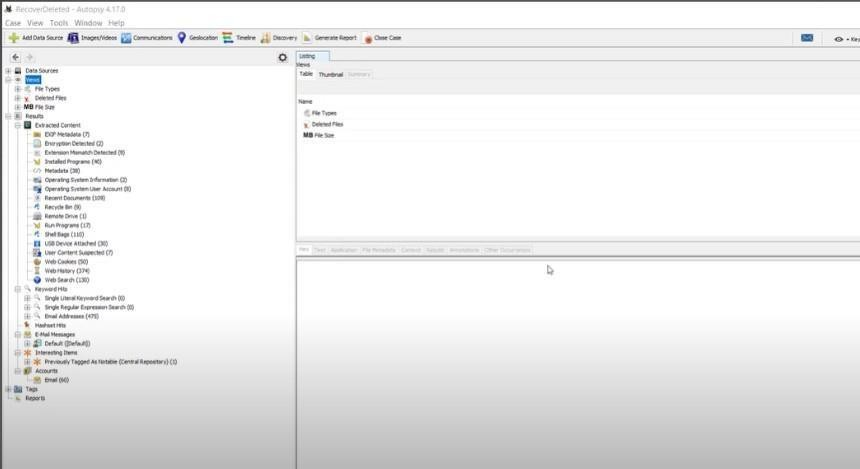 RecoverDeleted - Autopsy 4.17.0
Case View Tools Window Help
Add Data Source Images/Videos Communications Geolocation Timeline Discovery Generate Report Close Case
Listing
Views
Table Thumbnail Summary
Data Sources
Views
File Types
Deleted Files
MB File Size
Results
Extracted Content
EXIF Metadata (7)
Encryption Detected (2)
Extension Mismatch Detected (9)
Installed Programs (40)
Metadata (38)
Operating System Information (2)
Operating System User Account (8)
Recent Documents (109)
Recycle Bin (9)
Remote Drive (1)
Run Programs (17)
Shell Bags (110)
USB Device Attached (30)
User Content Suspected (7)
Web Cookies (50)
Web History (374)
Web Search (130)
Keyword Hits
Single Literal Keyword Search (0)
Single Regular Expression Search (0)
Email Addresses (475)
Hashset Hits
E-Mail Messages
Default ([Default])
Interesting Items
Previously Tagged As Notable (Central Repository) (1)
Accounts
Email (60)
Tags
Reports
Name
File Types
Deleted Files
MB File Size
Hex Text Application File Metadata Context Results Annotations Other Occurrences